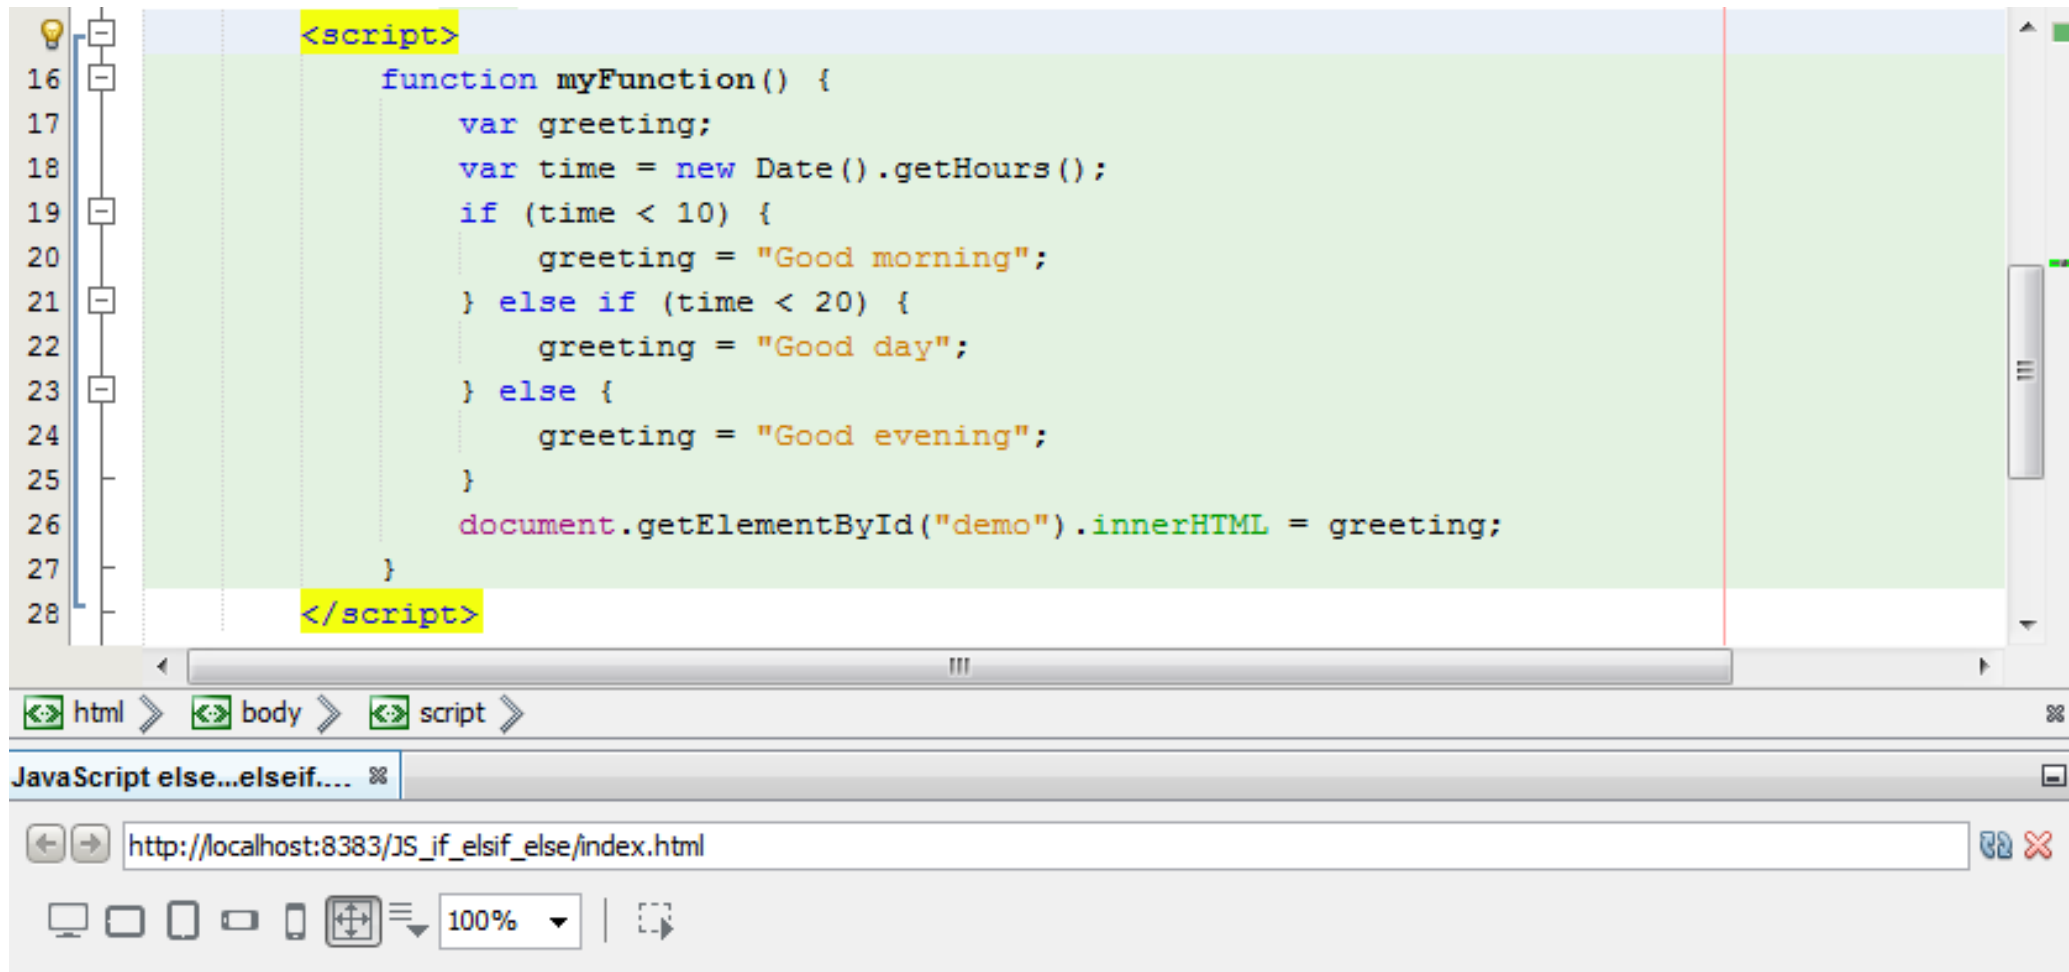 <script>
16 function myFunction() {
17 var greeting;
18 var time = new Date().getHours();
19 if (time < 10) {
20 greeting = "Good morning";
21 } else if (time < 20) {
22 greeting = "Good day";
23 } else {
24 greeting = "Good evening";
25 }
26 document.getElementById("demo").innerHTML = greeting;
27 }
28 </script>
html body script
JavaScript else...elseif....
http://localhost:8383/JS_if_elsif_else/index.html
100%